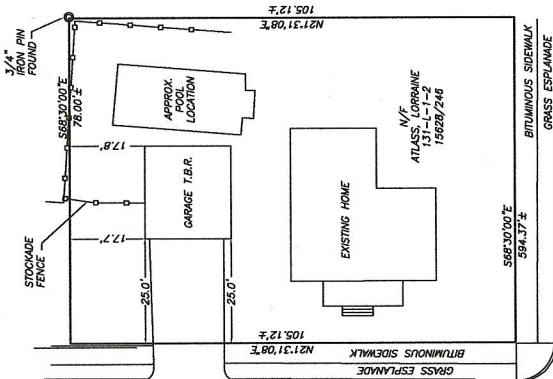 3/4"
IRON PIN
FOUND
S68°30'00"E
78.00'±
N21°31'08"E
105.12'±
STOCKADE
FENCE
17.8'
17.7'
GARAGE T.B.R.
APPROX.
POOL
LOCATION
25.0'
25.0'
EXISTING HOME
N/F
ATLASS, LORRAINE
131-L-1-2
15628/246
N21°31'08"E
105.12'±
BITUMINOUS SIDEWALK
GRASS ESPLANADE
S68°30'00"E
594.37'±
BITUMINOUS SIDEWALK
GRASS ESPLANADE